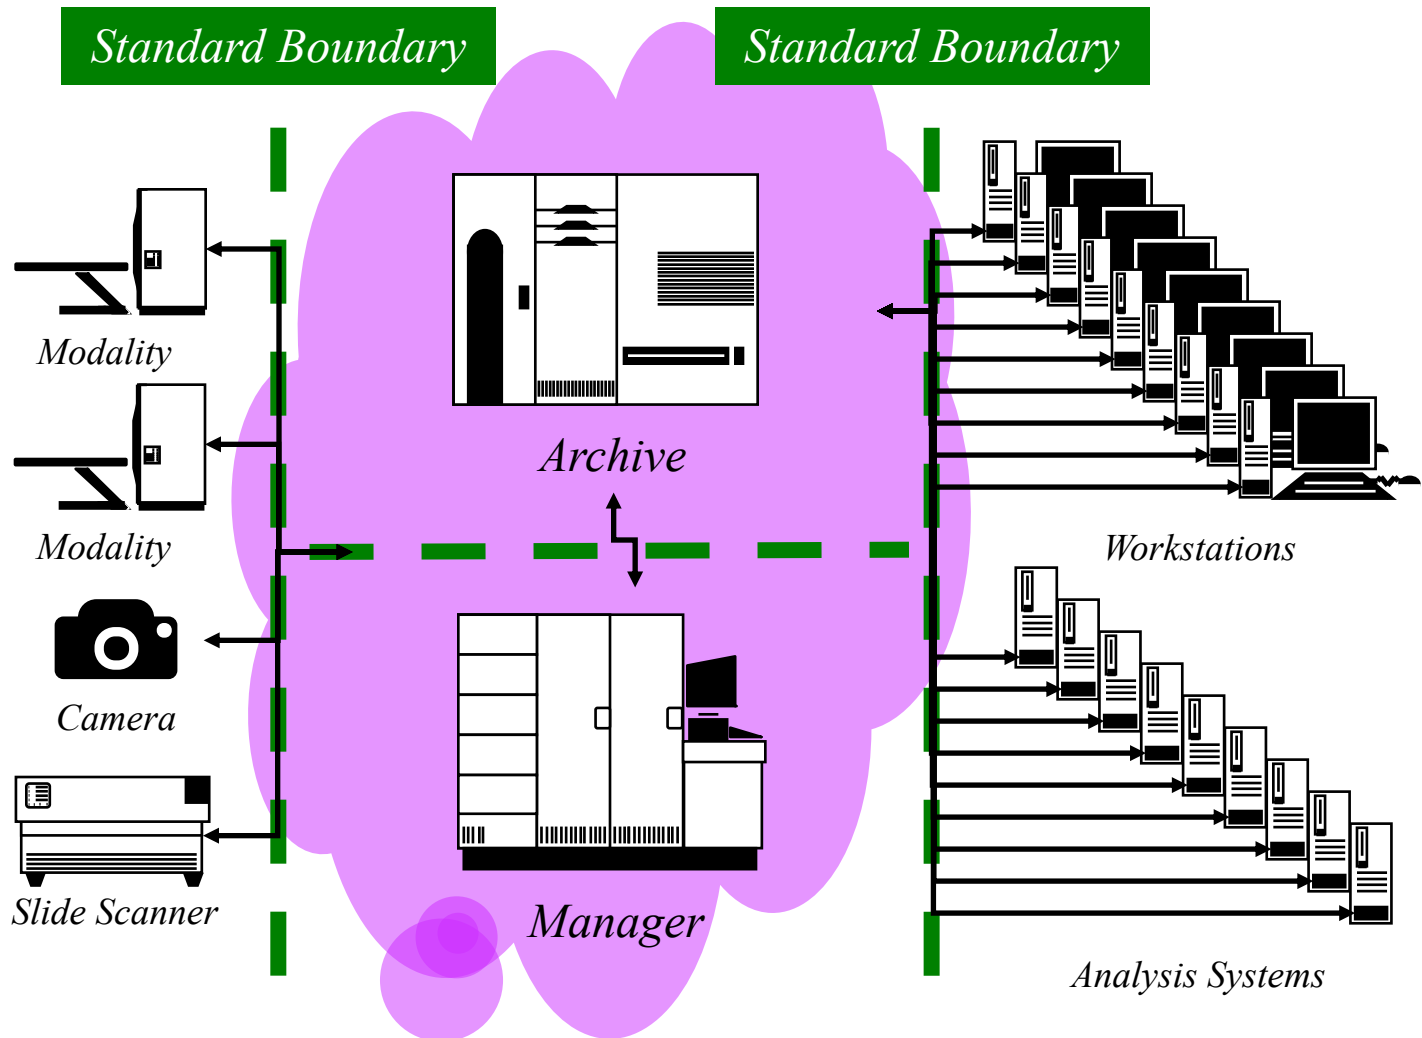 Standard Boundary
Standard Boundary
Modality
Modality
Camera
Slide Scanner
Archive
Manager
Workstations
Analysis Systems